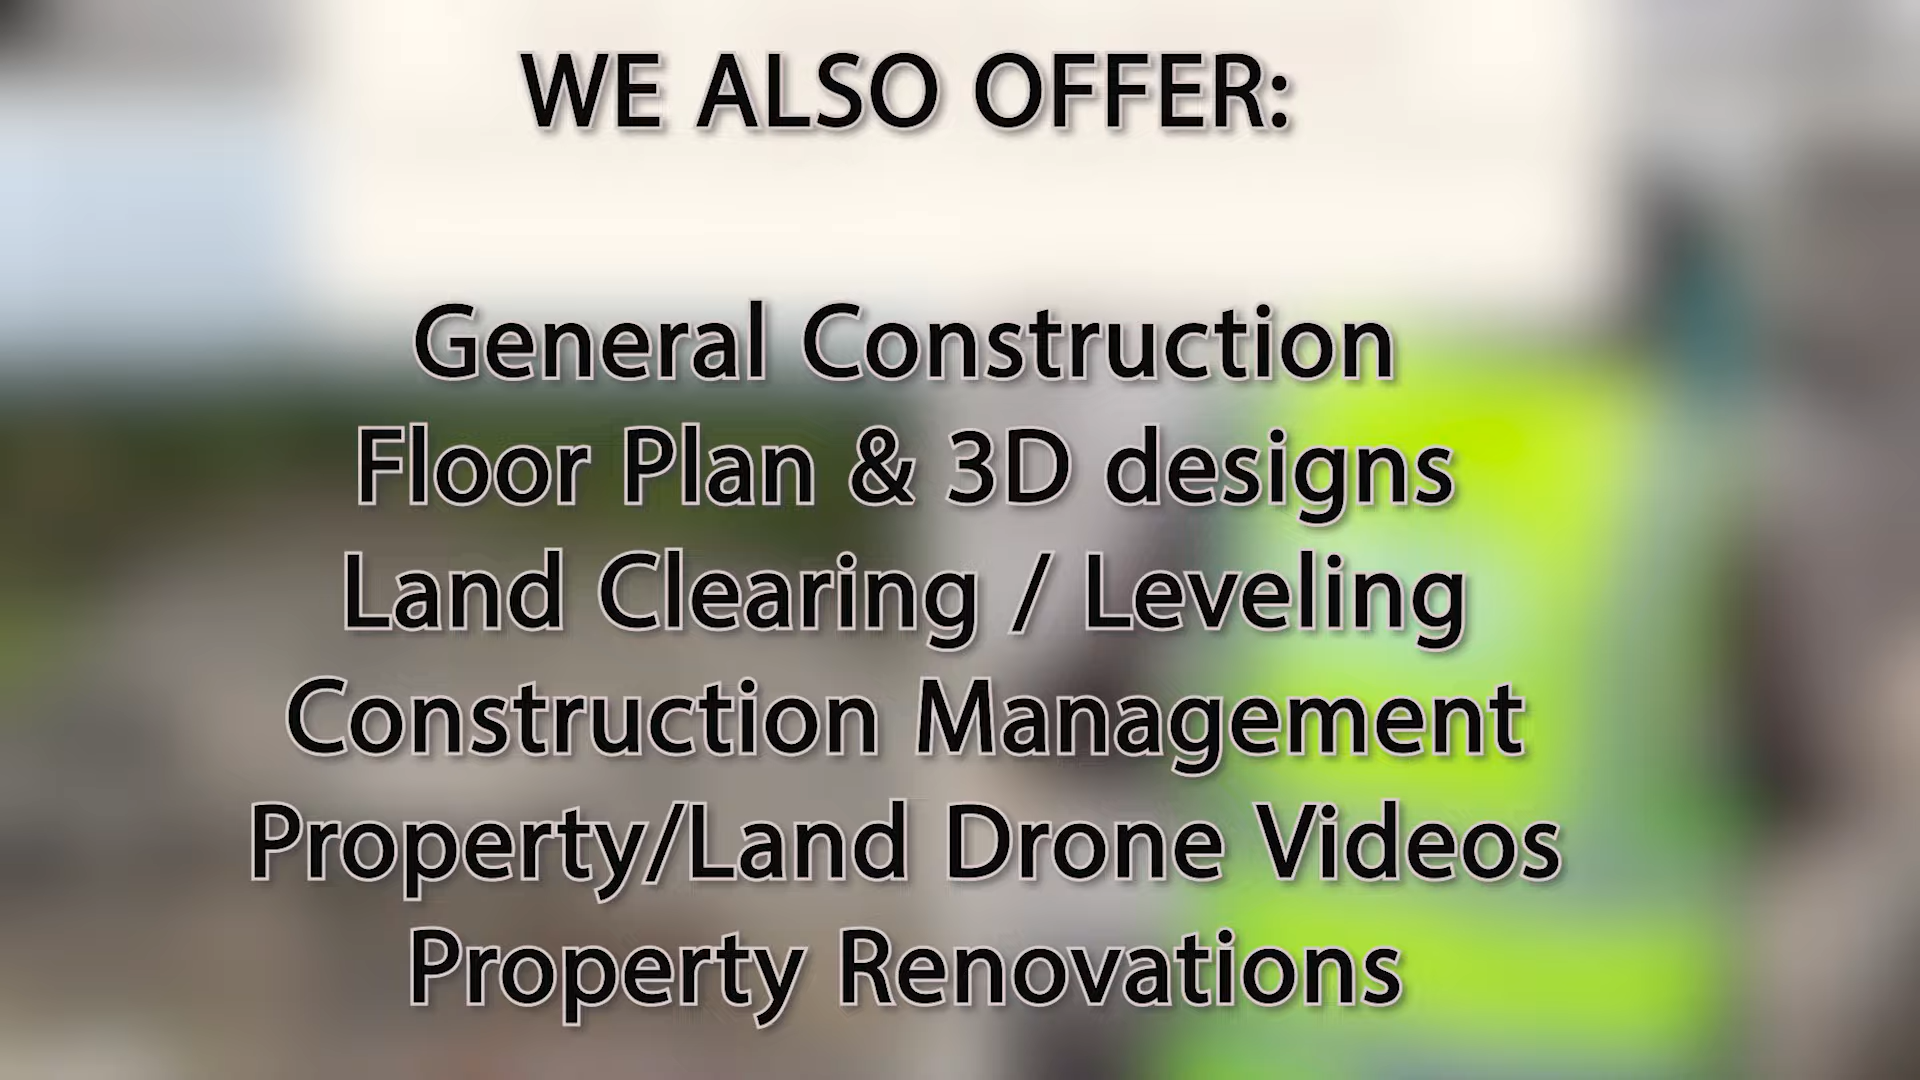 WE ALSO OFFER:
General Construction
Floor Plan & 3D designs
Land Clearing / Leveling
Construction Management
Property/Land Drone Videos
Property Renovations